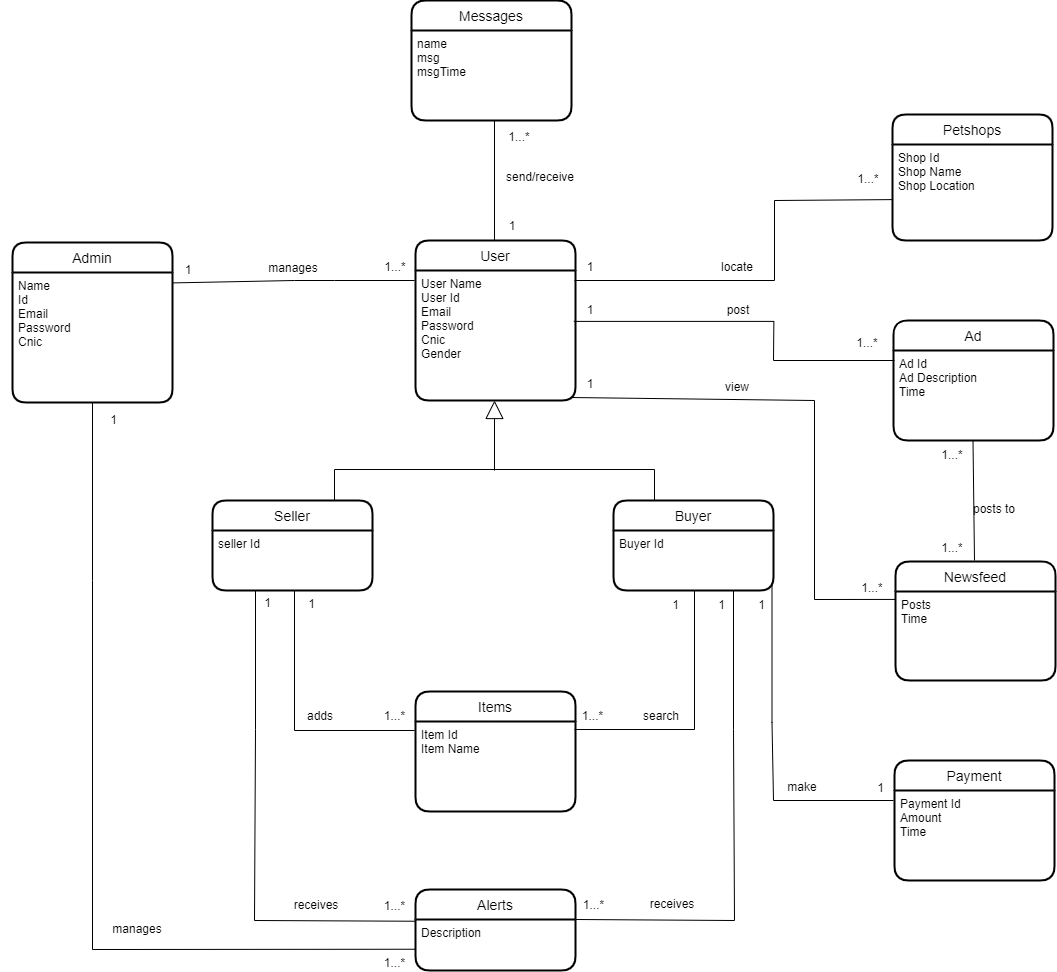 Messages
name
msg
msgTime
1...*
send/receive
1
Petshops
Shop Id
Shop Name
Shop Location
1...*
Admin
Name
Id
Email
Password
Cnic
1
manages
1...*
User
User Name
User Id
Email
Password
Cnic
Gender
1
locate
1
post
1...*
1
view
Ad
Ad Id
Ad Description
Time
1...*
posts to
1...*
1
Seller
seller Id
Buyer
Buyer Id
Newsfeed
Posts
Time
1...*
1
1
1
1
1
adds
1...*
Items
Item Id
Item Name
1...*
search
make
1
Payment
Payment Id
Amount
Time
receives
1...*
Alerts
Description
1...*
receives
manages
1...*